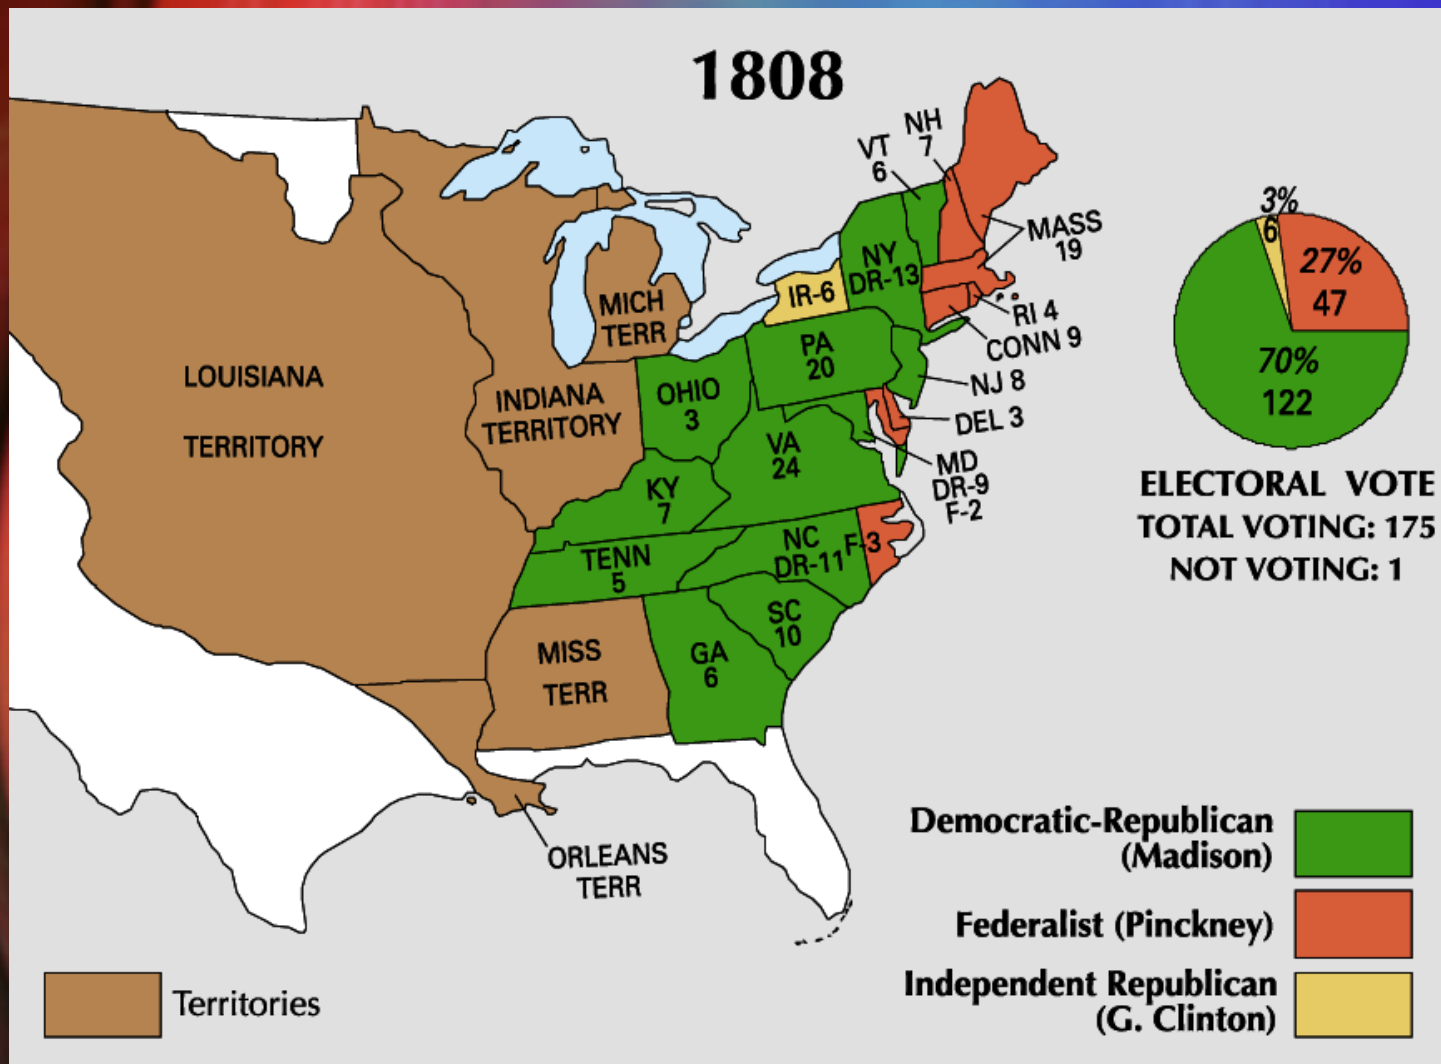 1808
NH
7
VT
6
MASS
19
NY
DR-13
IR-6
RI 4
CONN 9
MICH
TERR
PA
20
NJ 8
LOUISIANA
TERRITORY
INDIANA
TERRITORY
OHIO
3
DEL 3
VA
24
MD
DR-9
F-2
KY
7
NC
DR-11
F-3
TENN
5
SC
10
MISS
TERR
GA
6
ORLEANS
TERR
3%
6
27%
47
70%
122
ELECTORAL VOTE
TOTAL VOTING: 175
NOT VOTING: 1
Democratic-Republican
(Madison)
Federalist (Pinckney)
Independent Republican
(G. Clinton)
Territories